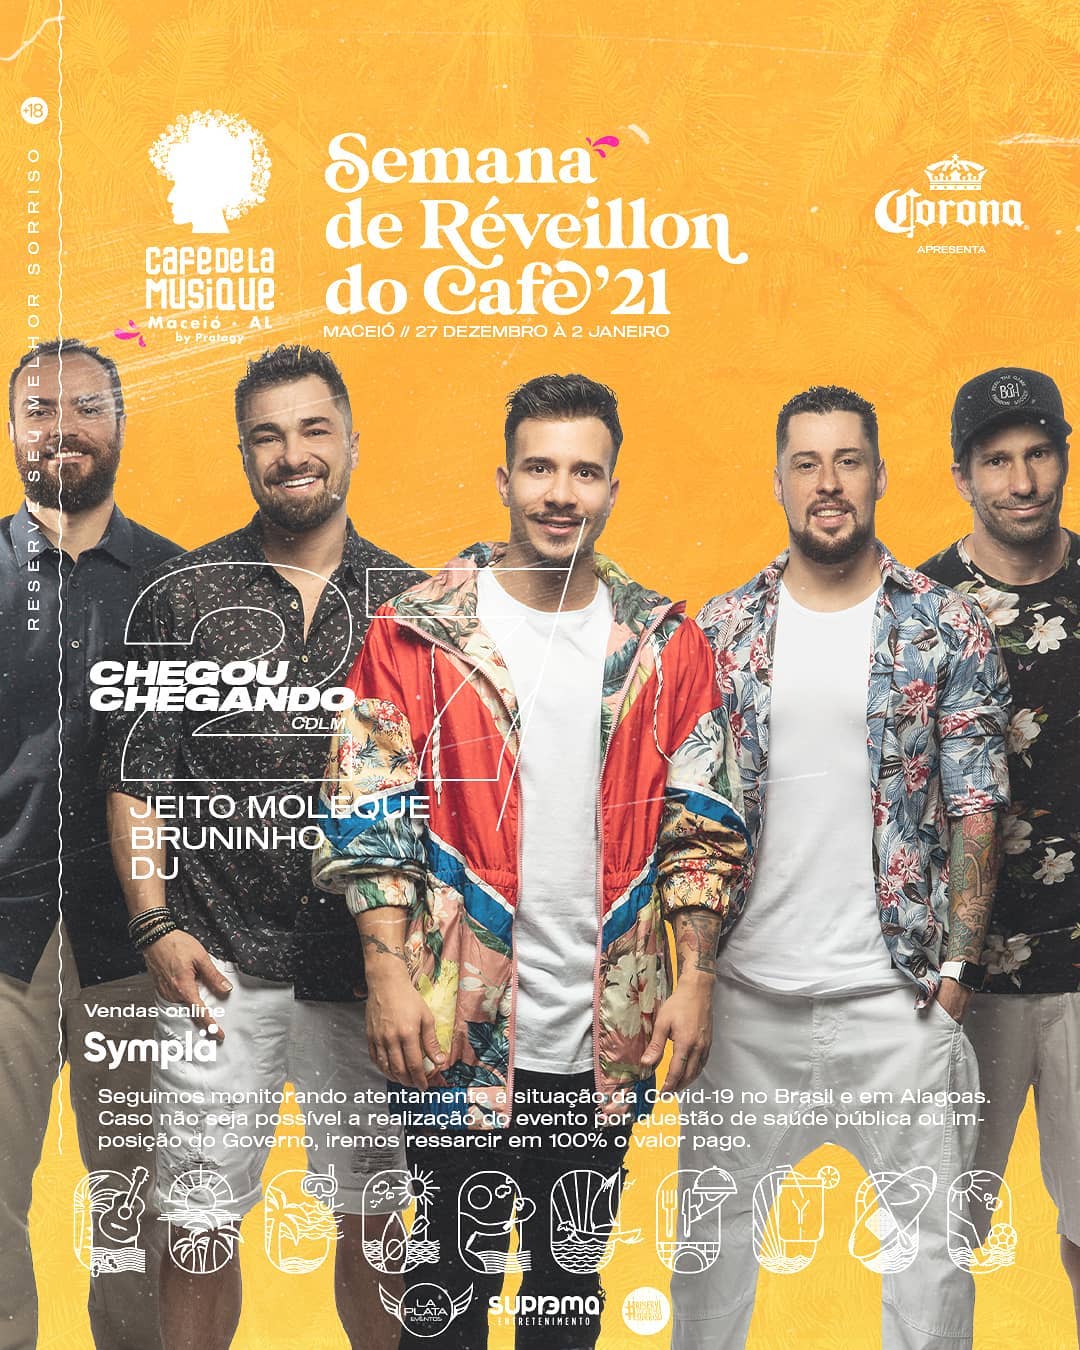 +18
RESERVE SEU MELHOR SORRISO
CAFE DE LA
MUSIQUE
Maceió · AL
by Pratagy
Semana
de Réveillon
do Cafè'21
MACEIÓ // 27 DEZEMBRO À 2 JANEIRO
Corona
APRESENTA
BUH
27
CHEGOU
CHEGANDO
CDLM
JEITO MOLEQUE
BRUNINHO
DJ
Vendas online
Sympla
Seguimos monitorando atentamente a situação da Covid-19 no Brasil e em Alagoas.
Caso não seja possível a realização do evento por questão de saúde pública ou im-
posição do Governo, iremos ressarcir em 100% o valor pago.
LA
PLATA
EVENTOS
SUPREMA
ENTRETENIMENTO